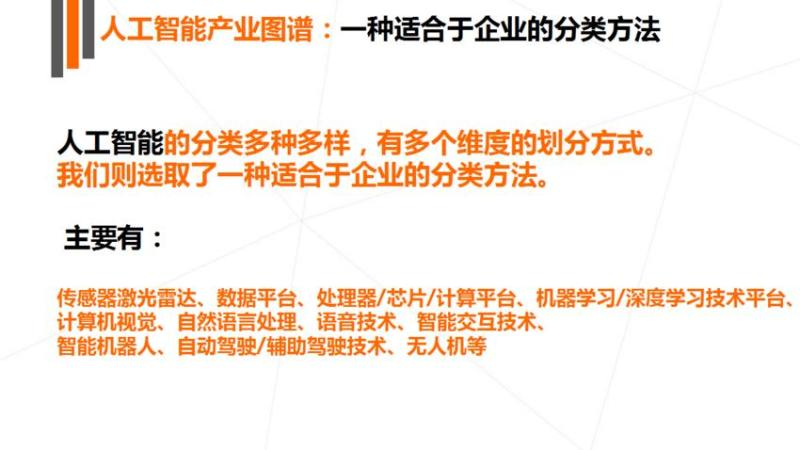 人工智能产业图谱：一种适合于企业的分类方法
人工智能的分类多种多样，有多个维度的划分方式。
我们则选取了一种适合于企业的分类方法。
主要有：
传感器激光雷达、数据平台、处理器/芯片/计算平台、机器学习/深度学习技术平台、
计算机视觉、自然语言处理、语音技术、智能交互技术、
智能机器人、自动驾驶/辅助驾驶技术、无人机等